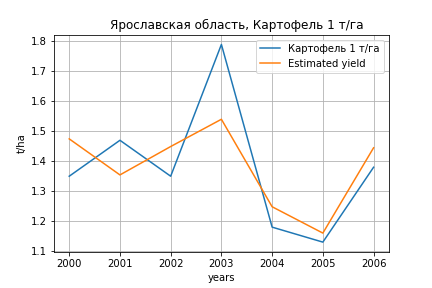 Ярославская область, Картофель 1 т/га
Картофель 1 т/га
Estimated yield
t/ha
1.8
1.7
1.6
1.5
1.4
1.3
1.2
1.1
2000 2001 2002 2003 2004 2005 2006
years